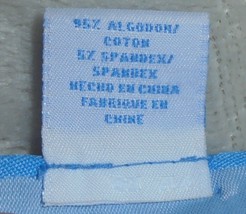 95% ALGODON/
COTON
5% SPANDEX/
SPANDEX
HECHO EN CHINA/
FABRIQUE EN
CHINE